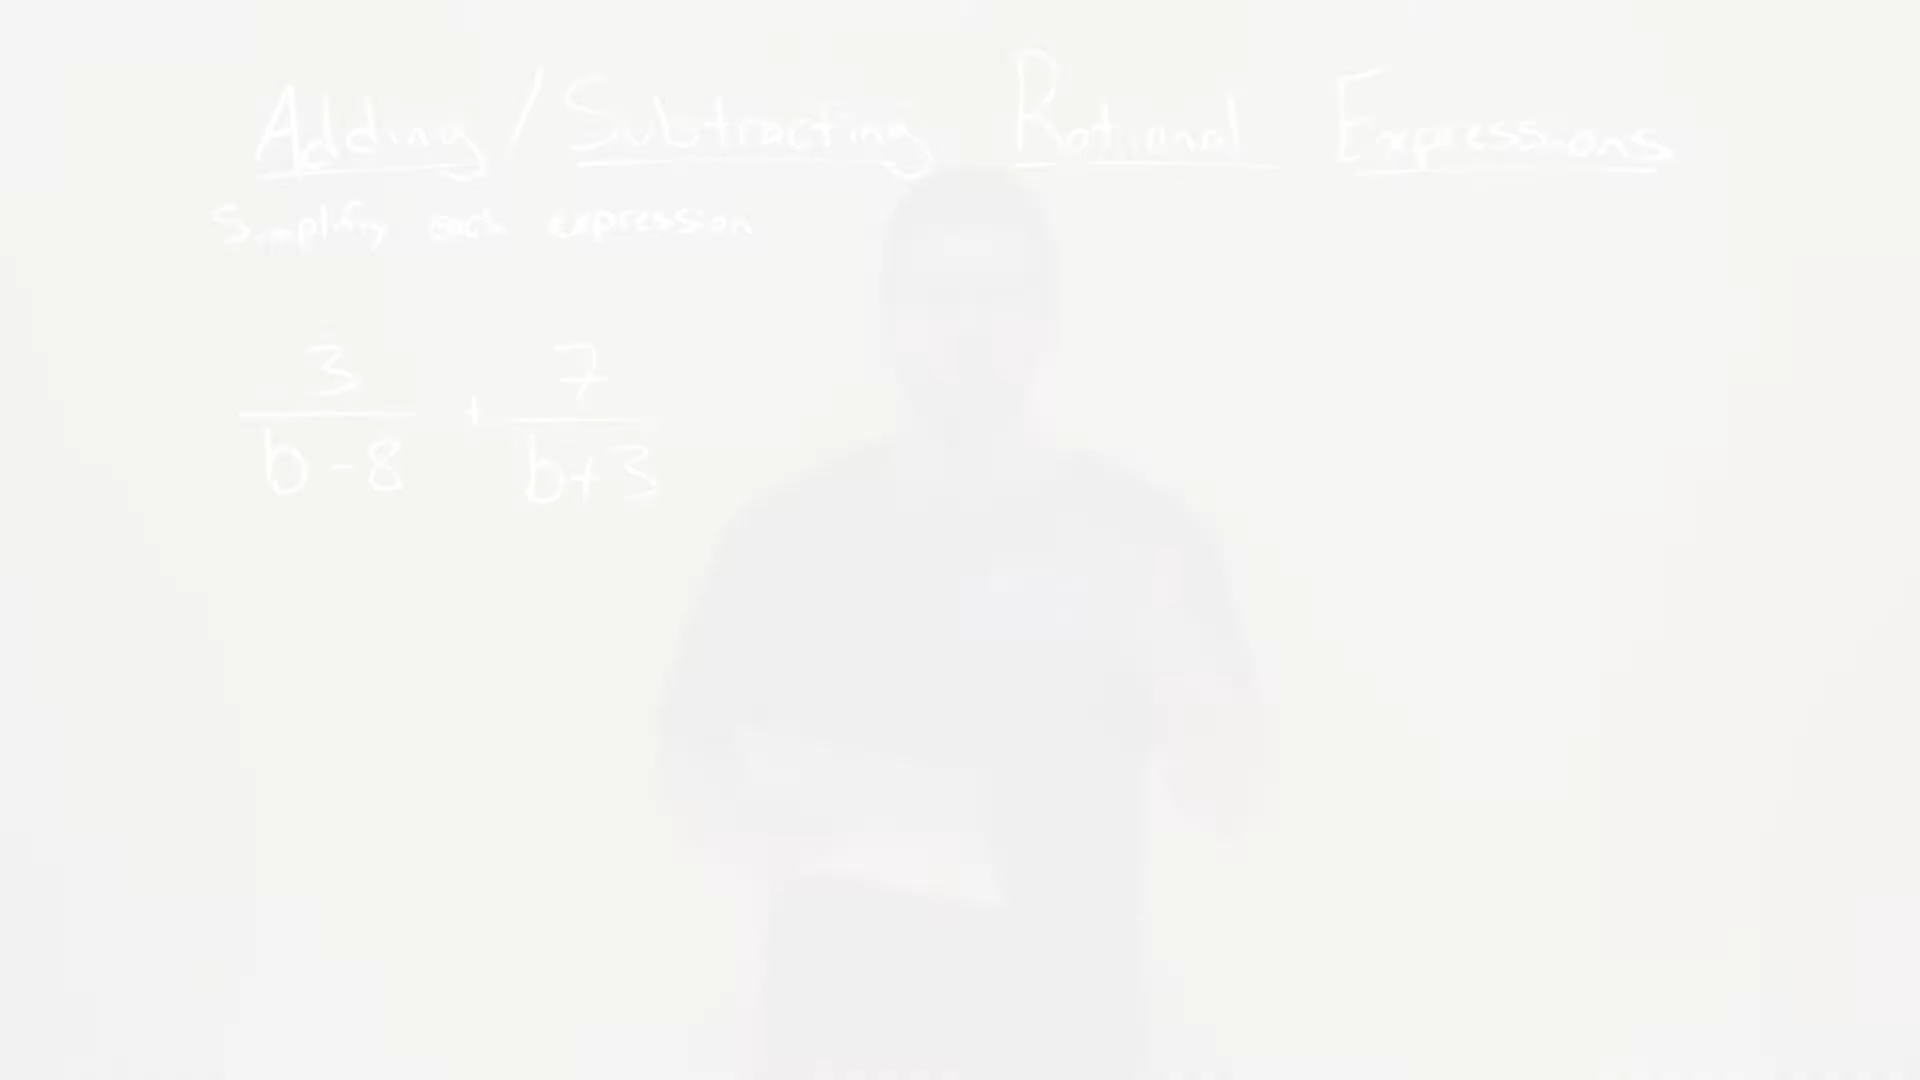 Adding / Subtracting Rational Expressions
Simplify each expression
3/(b-8) + 7/(b+3)